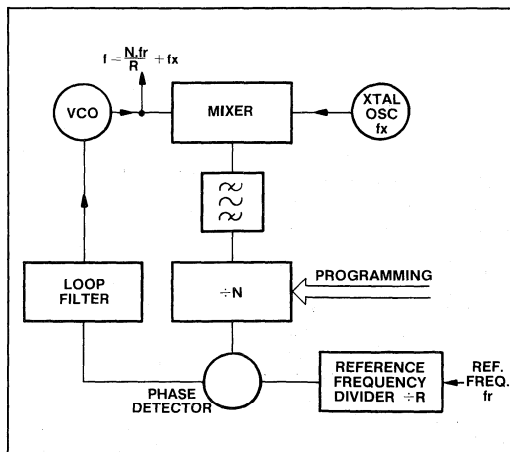 f = N.fr/R + fx
VCO
MIXER
XTAL
OSC
fx
LOOP
FILTER
÷N
PROGRAMMING
PHASE
DETECTOR
REFERENCE
FREQUENCY
DIVIDER ÷R
REF.
FREQ.
fr